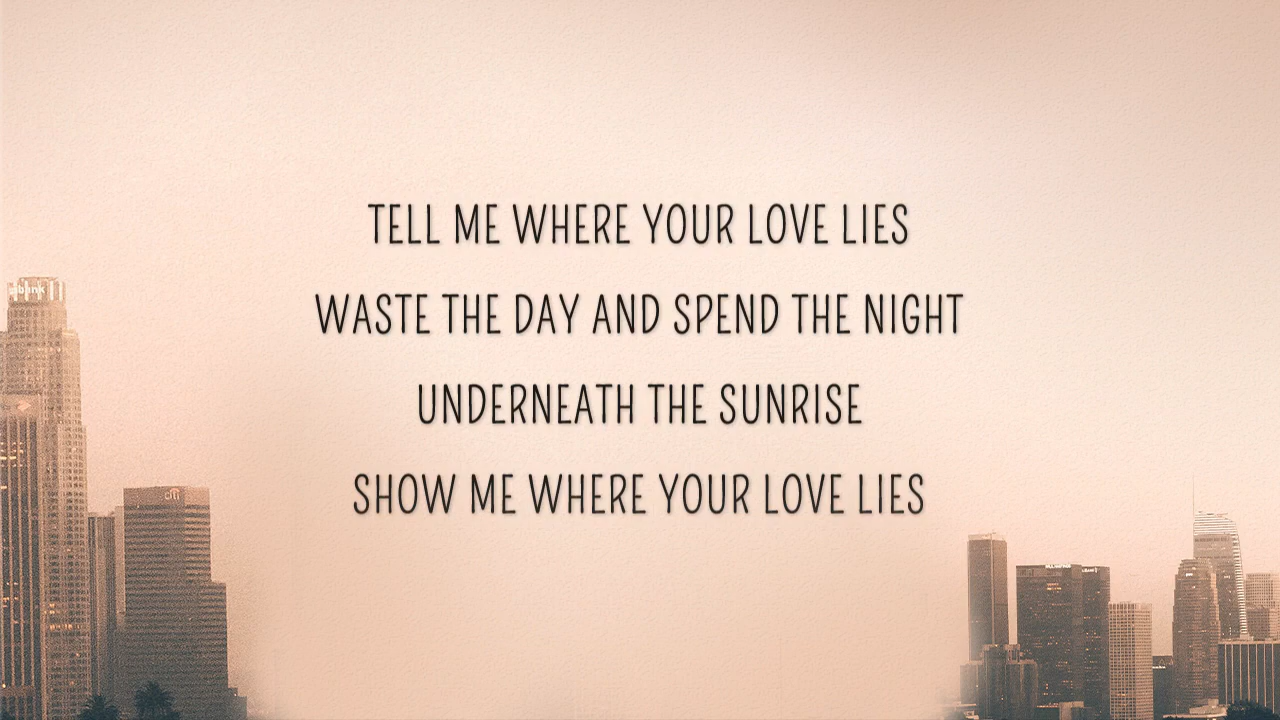 TELL ME WHERE YOUR LOVE LIES
WASTE THE DAY AND SPEND THE NIGHT
UNDERNEATH THE SUNRISE
SHOW ME WHERE YOUR LOVE LIES
citi